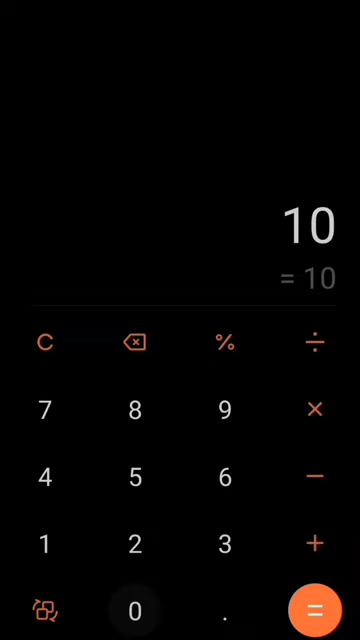 10
= 10
C % ÷
7 8 9 ×
4 5 6 −
1 2 3 +
0 . =